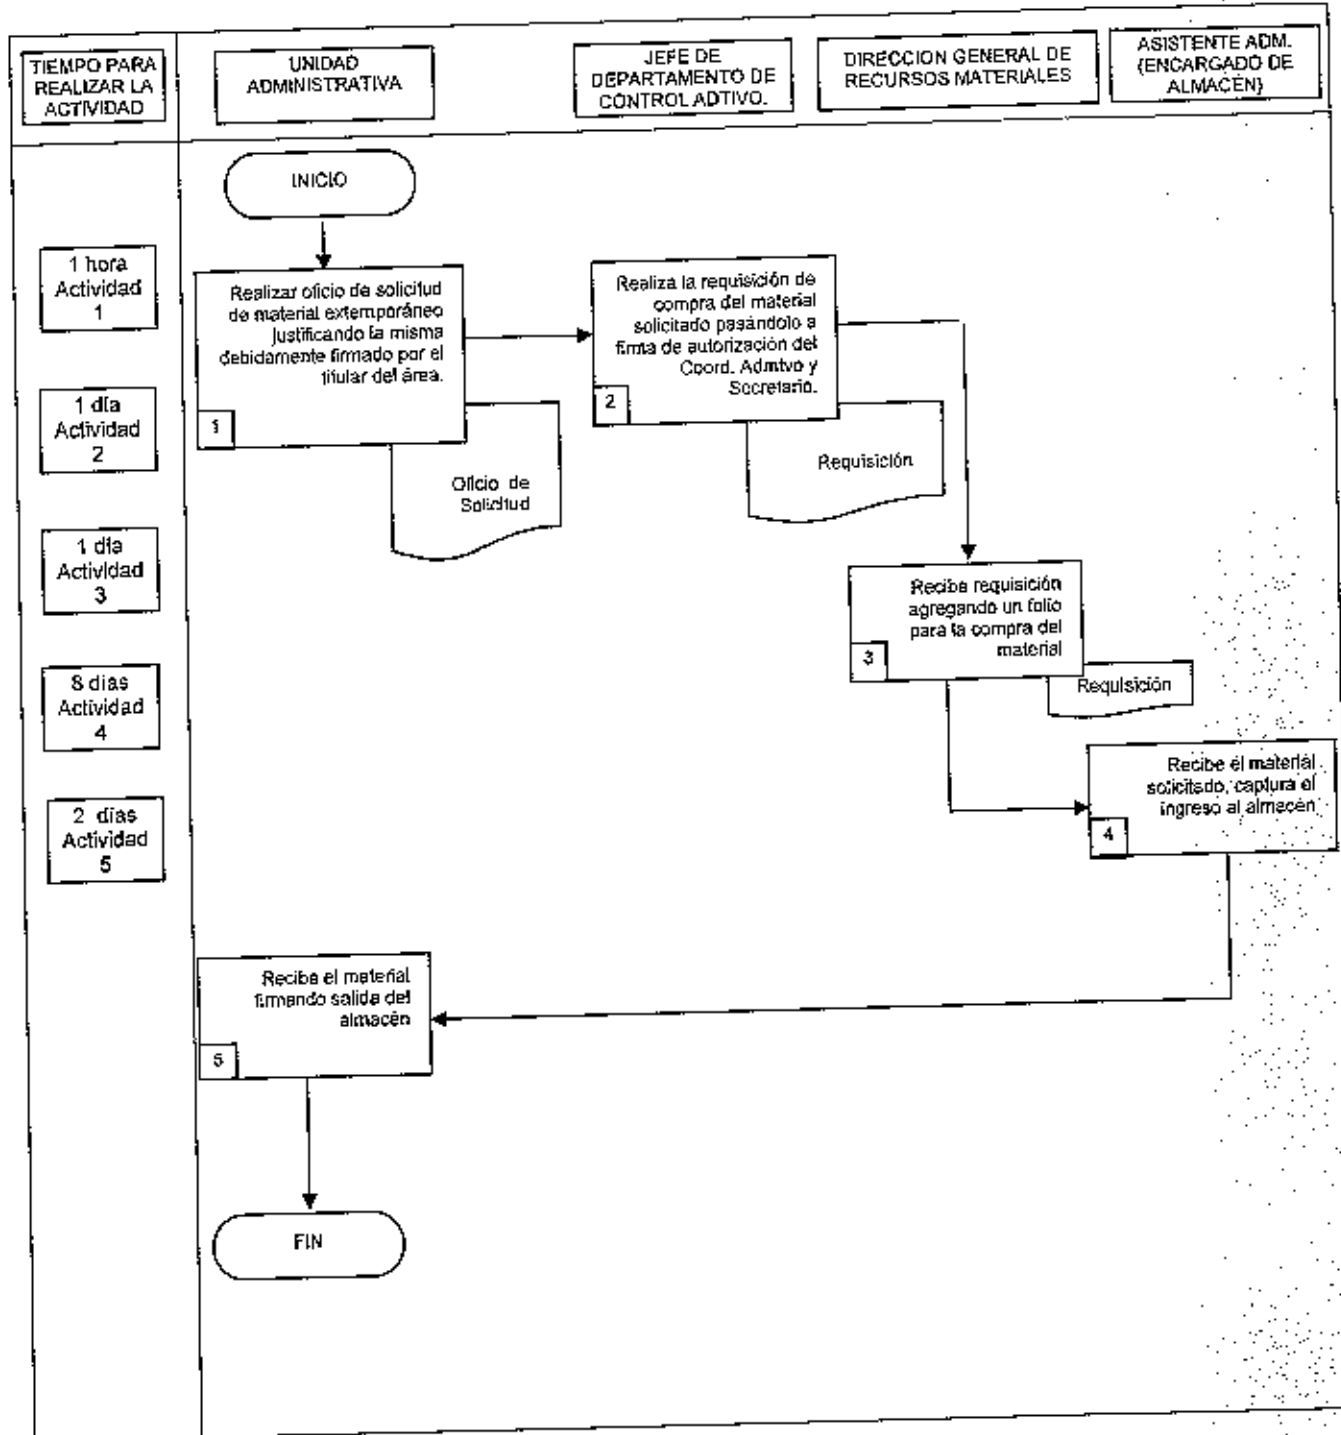 TIEMPO PARA
REALIZAR LA
ACTIVIDAD
UNIDAD
ADMINISTRATIVA
JEFE DE
DEPARTAMENTO DE
CONTROL ADTIVO.
DIRECCION GENERAL DE
RECURSOS MATERIALES
ASISTENTE ADM.
(ENCARGADO DE
ALMACÉN)
INICIO
1 hora
Actividad
1
Realizar oficio de solicitud
de material extemporáneo
justificando la misma
debidamente firmado por el
titular del área.
1
Oficio de
Solicitud
Realiza la requisición de
compra del material
solicitado pasándolo a
firma de autorización del
Coord. Admtvo y
Secretario.
2
Requisición
1 día
Actividad
2
1 día
Actividad
3
Recibe requisición
agregando un folio
para la compra del
material
3
Requisición
8 días
Actividad
4
Recibe el material
solicitado, captura el
ingreso al almacén
4
2 días
Actividad
5
Recibe el material
firmando salida del
almacén
5
FIN